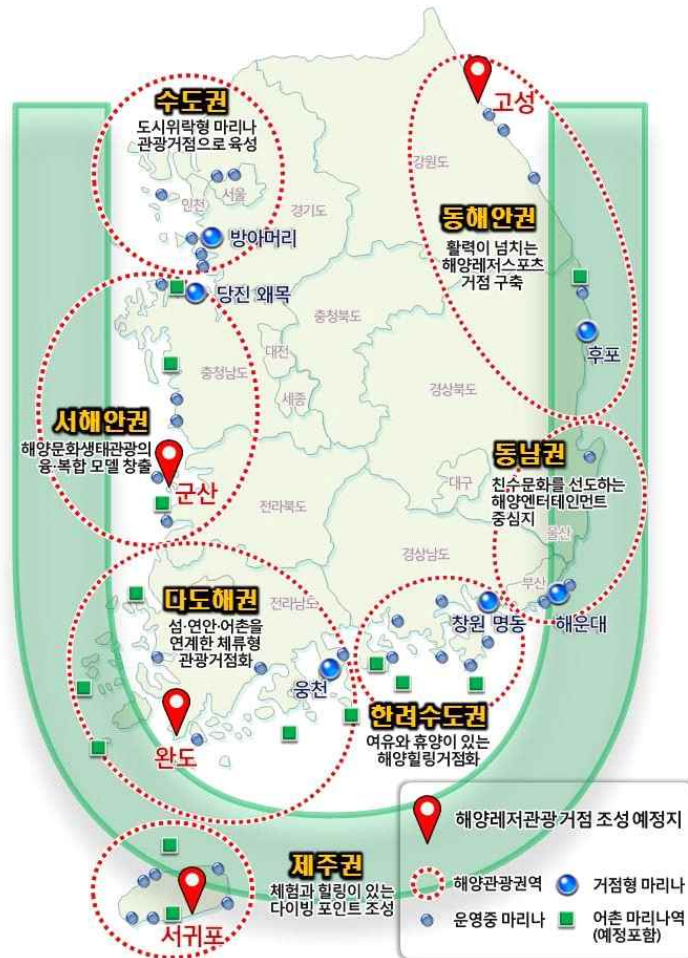 수도권
도시위락형 마리나
관광거점으로 육성
고성
강원도
서울
인천
경기도
방아머리
동해안권
활력이 넘치는
해양레저스포츠
거점 구축
당진 왜목
충청북도
후포
대전
충청남도
세종
경상북도
서해안권
해양문화생태관광의
융·복합 모델 창출
군산
동남권
친수문화를 선도하는
해양엔터테인먼트
중심지
대구
전라북도
울산
경상남도
부산
다도해권
섬·연안·어촌을
연계한 체류형
관광거점화
전라남도
창원 명동
해운대
웅천
완도
한려수도권
여유와 휴양이 있는
해양힐링거점화
제주권
체험과 힐링이 있는
다이빙 포인트 조성
서귀포
해양레저관광 거점 조성 예정지
해양관광권역
거점형 마리나
운영중 마리나
어촌 마리나역
(예정포함)